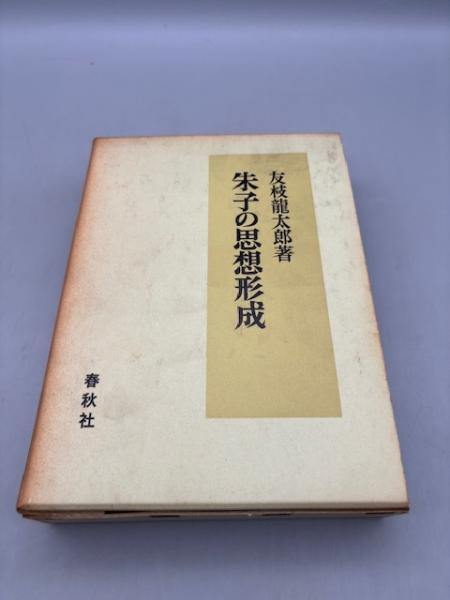 友枝龍太郎著
朱子の思想形成
春秋社